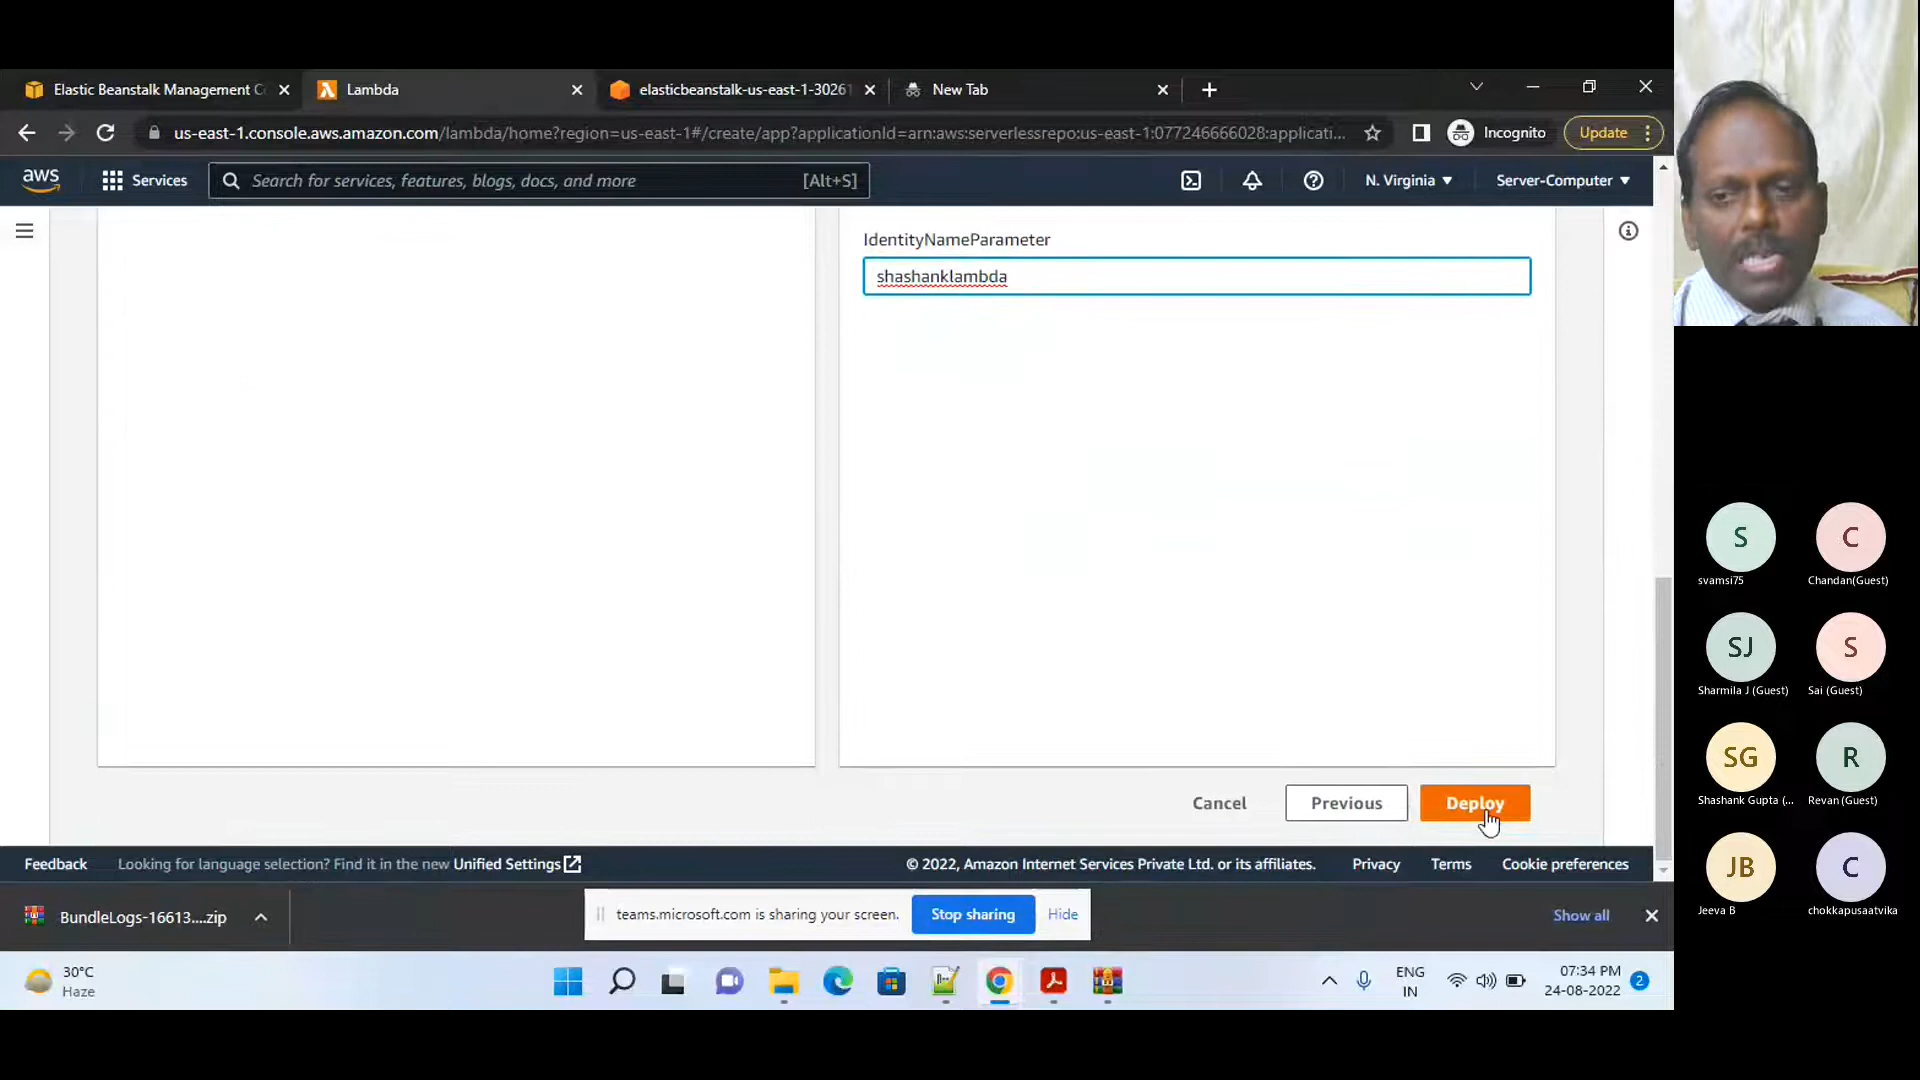 Elastic Beanstalk Management C
Lambda
elasticbeanstalk-us-east-1-30261
New Tab
us-east-1.console.aws.amazon.com/lambda/home?region=us-east-1#/create/app?applicationId=arn:aws:serverlessrepo:us-east-1:077246666028:applicati...
Incognito
Update
aws
Services
Search for services, features, blogs, docs, and more
[Alt+S]
N. Virginia
Server-Computer
IdentityNameParameter
shashanklambda
Cancel
Previous
Deploy
Feedback
Looking for language selection? Find it in the new Unified Settings
© 2022, Amazon Internet Services Private Ltd. or its affiliates.
Privacy
Terms
Cookie preferences
BundleLogs-16613....zip
teams.microsoft.com is sharing your screen.
Stop sharing
Hide
Show all
30°C
Haze
ENG
IN
07:34 PM
24-08-2022
2
S
svamsi75
C
Chandan(Guest)
SJ
Sharmila J (Guest)
S
Sai (Guest)
SG
Shashank Gupta (...
R
Revan (Guest)
JB
Jeeva B
C
chokkapusaatvika